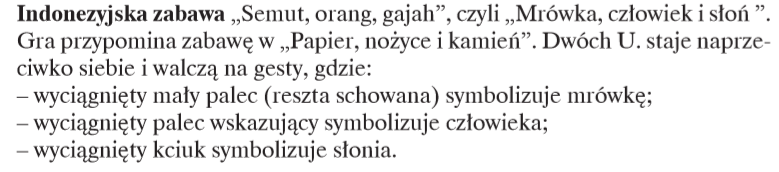 Indonezyjska zabawa „Semut, orang, gajah”, czyli „Mrówka, człowiek i słoń ”.
Gra przypomina zabawę w „Papier, nożyce i kamień”. Dwóch U. staje naprze-
ciwko siebie i walczą na gesty, gdzie:
– wyciągnięty mały palec (reszta schowana) symbolizuje mrówkę;
– wyciągnięty palec wskazujący symbolizuje człowieka;
– wyciągnięty kciuk symbolizuje słonia.